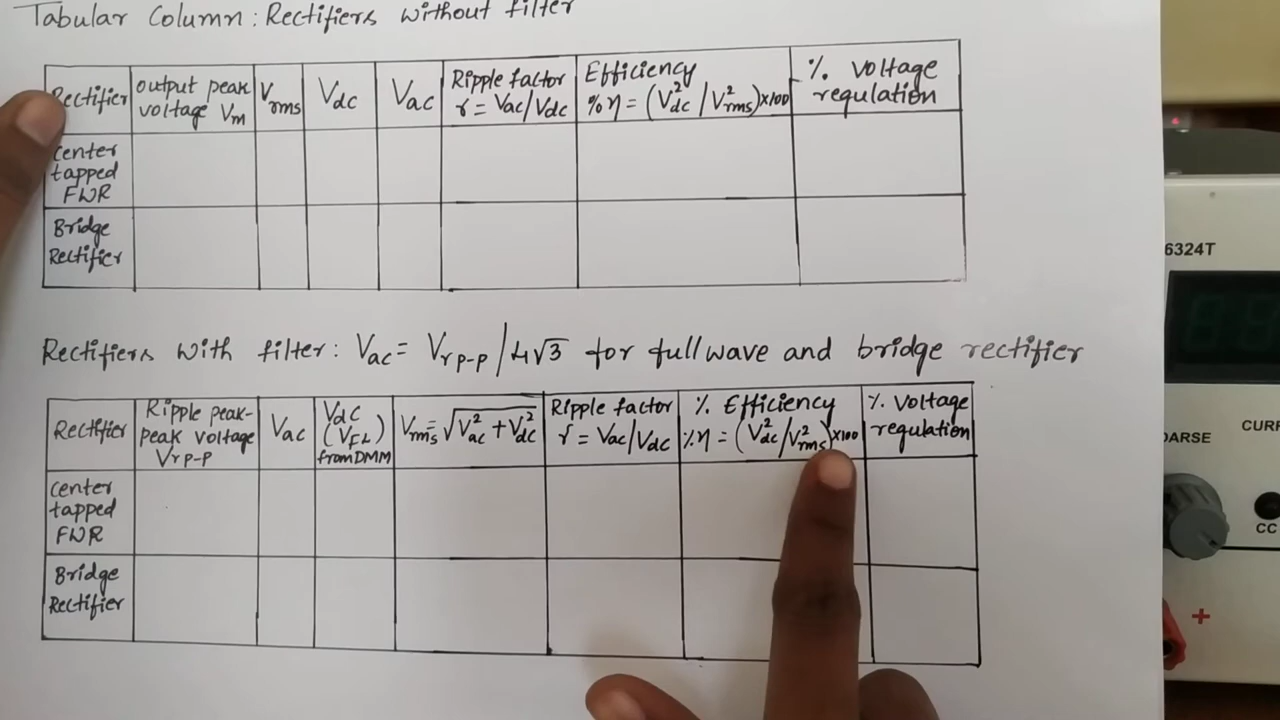 Tabular Column: Rectifiers without filter
Rectifier
output peak
voltage Vm
Vrms
Vdc
Vac
Ripple factor
r = Vac/Vdc
Efficiency
%η = (V²dc / V²rms)×100
% Voltage
regulation
Center
tapped
FWR
Bridge
Rectifier
Rectifiers with filter: Vac = Vrp-p / 4√3 for fullwave and bridge rectifier
Rectifier
Ripple peak-
peak voltage
Vrp-p
Vac
Vdc
(VFL)
from DMM
Vrms = √V²ac + V²dc
Ripple factor
r = Vac/Vdc
% Efficiency
%η = (V²dc/V²rms)×100
% Voltage
regulation
Center
tapped
FWR
Bridge
Rectifier
6324T
OARSE
CURR
CC
+